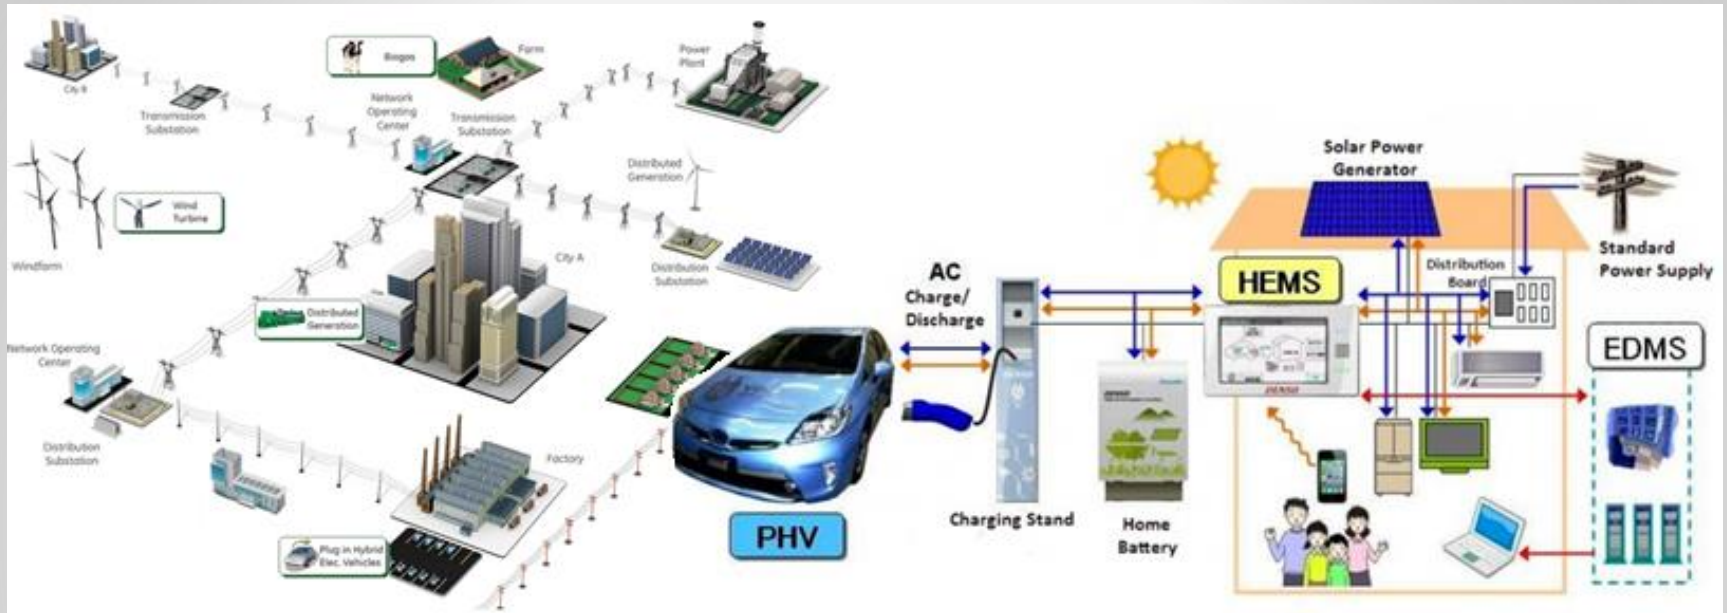 City B
Transmission
Substation
Biogas
Farm
Network
Operating
Center
Transmission
Substation
Power
Plant
Wind
Turbine
Windfarm
Distributed
Generation
City A
Distribution
Substation
Distributed
Generation
Network Operating
Center
Distribution
Substation
Factory
Plug in Hybrid
Elec. Vehicles
PHV
AC
Charge/
Discharge
Charging Stand
Home
Battery
HEMS
DENSO
Solar Power
Generator
Distribution
Board
Standard
Power Supply
EDMS